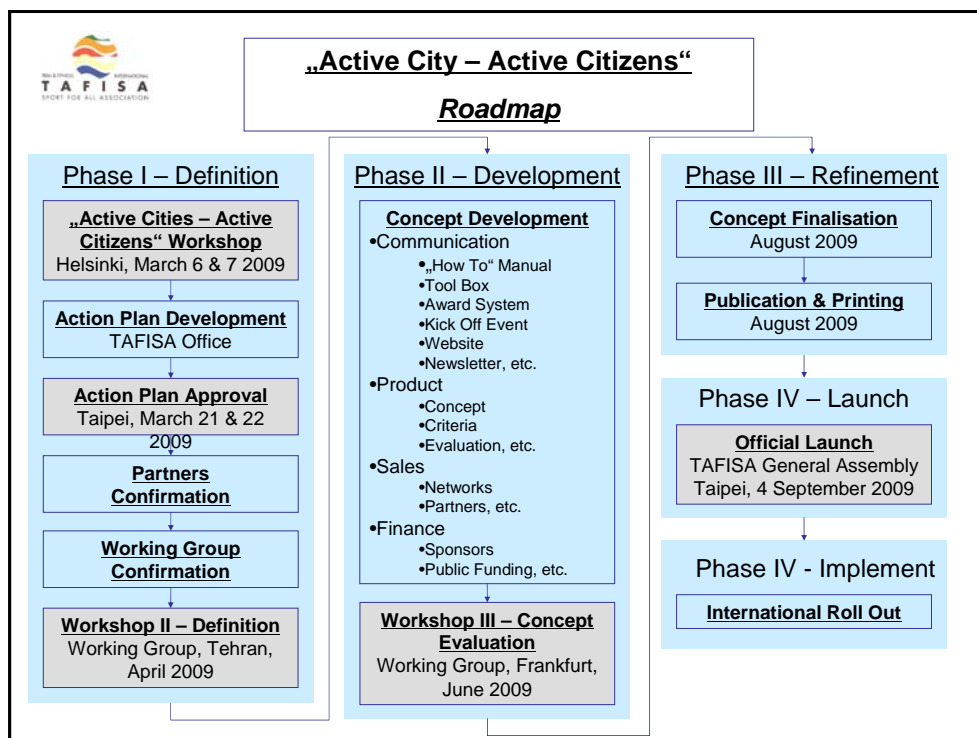 „Active City – Active Citizens“
Roadmap
TRIM & FITNESS INTERNATIONAL
TAFISA
SPORT FOR ALL ASSOCIATION
Phase I – Definition
„Active Cities – Active
Citizens“ Workshop
Helsinki, March 6 & 7 2009
Action Plan Development
TAFISA Office
Action Plan Approval
Taipei, March 21 & 22
2009
Partners
Confirmation
Working Group
Confirmation
Workshop II – Definition
Working Group, Tehran,
April 2009
Phase II – Development
Concept Development
•Communication
•„How To“ Manual
•Tool Box
•Award System
•Kick Off Event
•Website
•Newsletter, etc.
•Product
•Concept
•Criteria
•Evaluation, etc.
•Sales
•Networks
•Partners, etc.
•Finance
•Sponsors
•Public Funding, etc.
Workshop III – Concept
Evaluation
Working Group, Frankfurt,
June 2009
Phase III – Refinement
Concept Finalisation
August 2009
Publication & Printing
August 2009
Phase IV – Launch
Official Launch
TAFISA General Assembly
Taipei, 4 September 2009
Phase IV - Implement
International Roll Out